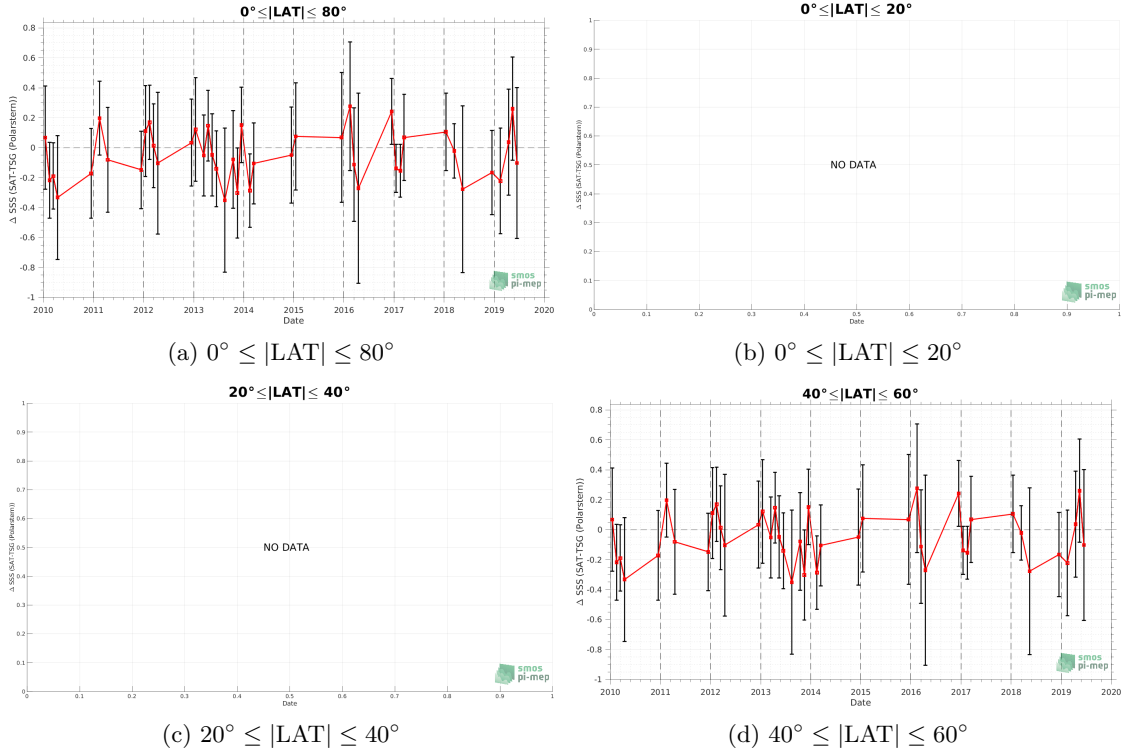 0°≤|LAT|≤ 80°
Δ SSS (SAT-TSG (Polarstern))
0.8
0.6
0.4
0.2
0
-0.2
-0.4
-0.6
-0.8
-1
2010 2011 2012 2013 2014 2015 2016 2017 2018 2019 2020
Date
smos
pi-mep
(a) 0° ≤ |LAT| ≤ 80°
0°≤|LAT|≤ 20°
Δ SSS (SAT-TSG (Polarstern))
1
0.9
0.8
0.7
0.6
0.5
0.4
0.3
0.2
0.1
0
NO DATA
0 0.1 0.2 0.3 0.4 0.5 0.6 0.7 0.8 0.9 1
Date
smos
pi-mep
(b) 0° ≤ |LAT| ≤ 20°
20°≤|LAT|≤ 40°
Δ SSS (SAT-TSG (Polarstern))
1
0.9
0.8
0.7
0.6
0.5
0.4
0.3
0.2
0.1
0
NO DATA
0 0.1 0.2 0.3 0.4 0.5 0.6 0.7 0.8 0.9 1
Date
smos
pi-mep
(c) 20° ≤ |LAT| ≤ 40°
40°≤|LAT|≤ 60°
Δ SSS (SAT-TSG (Polarstern))
0.8
0.6
0.4
0.2
0
-0.2
-0.4
-0.6
-0.8
-1
2010 2011 2012 2013 2014 2015 2016 2017 2018 2019 2020
Date
smos
pi-mep
(d) 40° ≤ |LAT| ≤ 60°